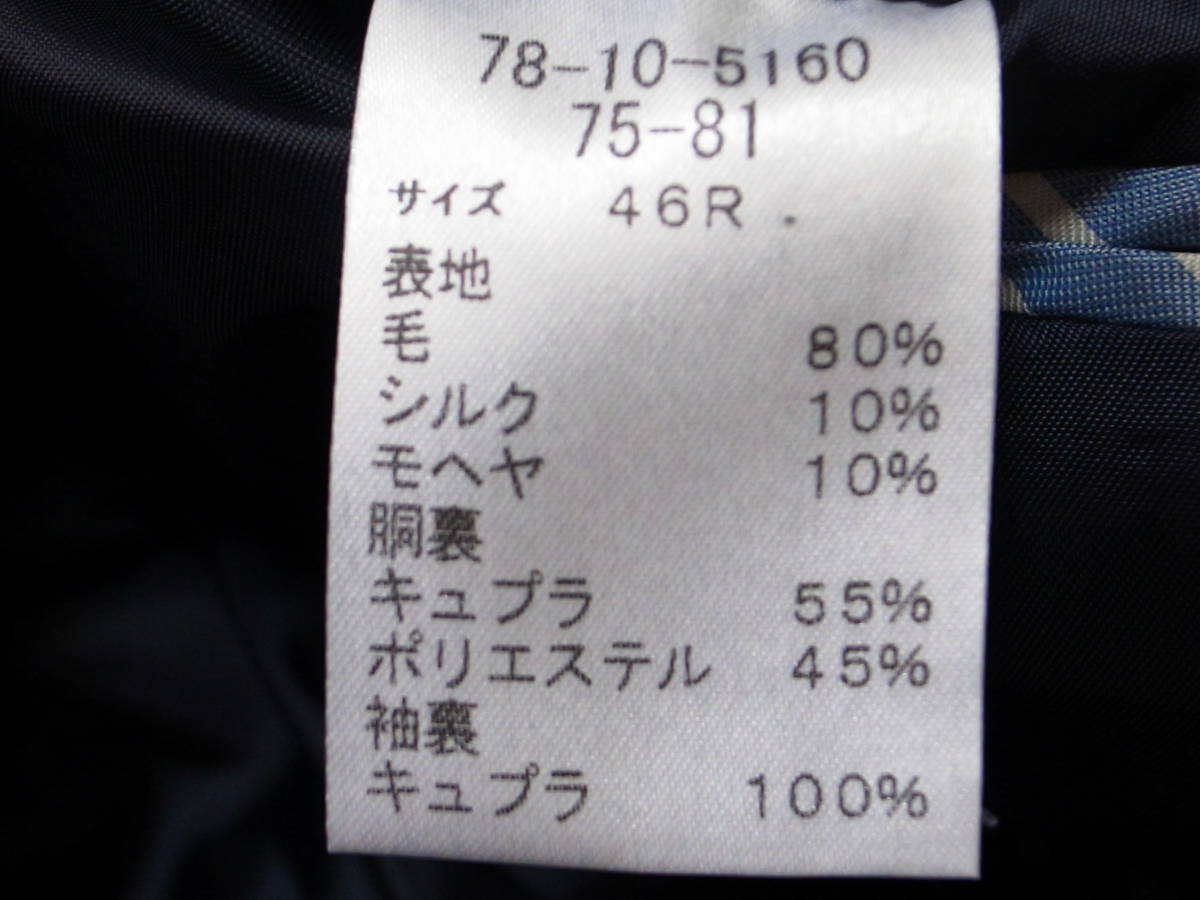 78-10-5160
75-81
サイズ 46R .
表地
毛 80%
シルク 10%
モヘヤ 10%
胴裏
キュプラ 55%
ポリエステル 45%
袖裏
キュプラ 100%